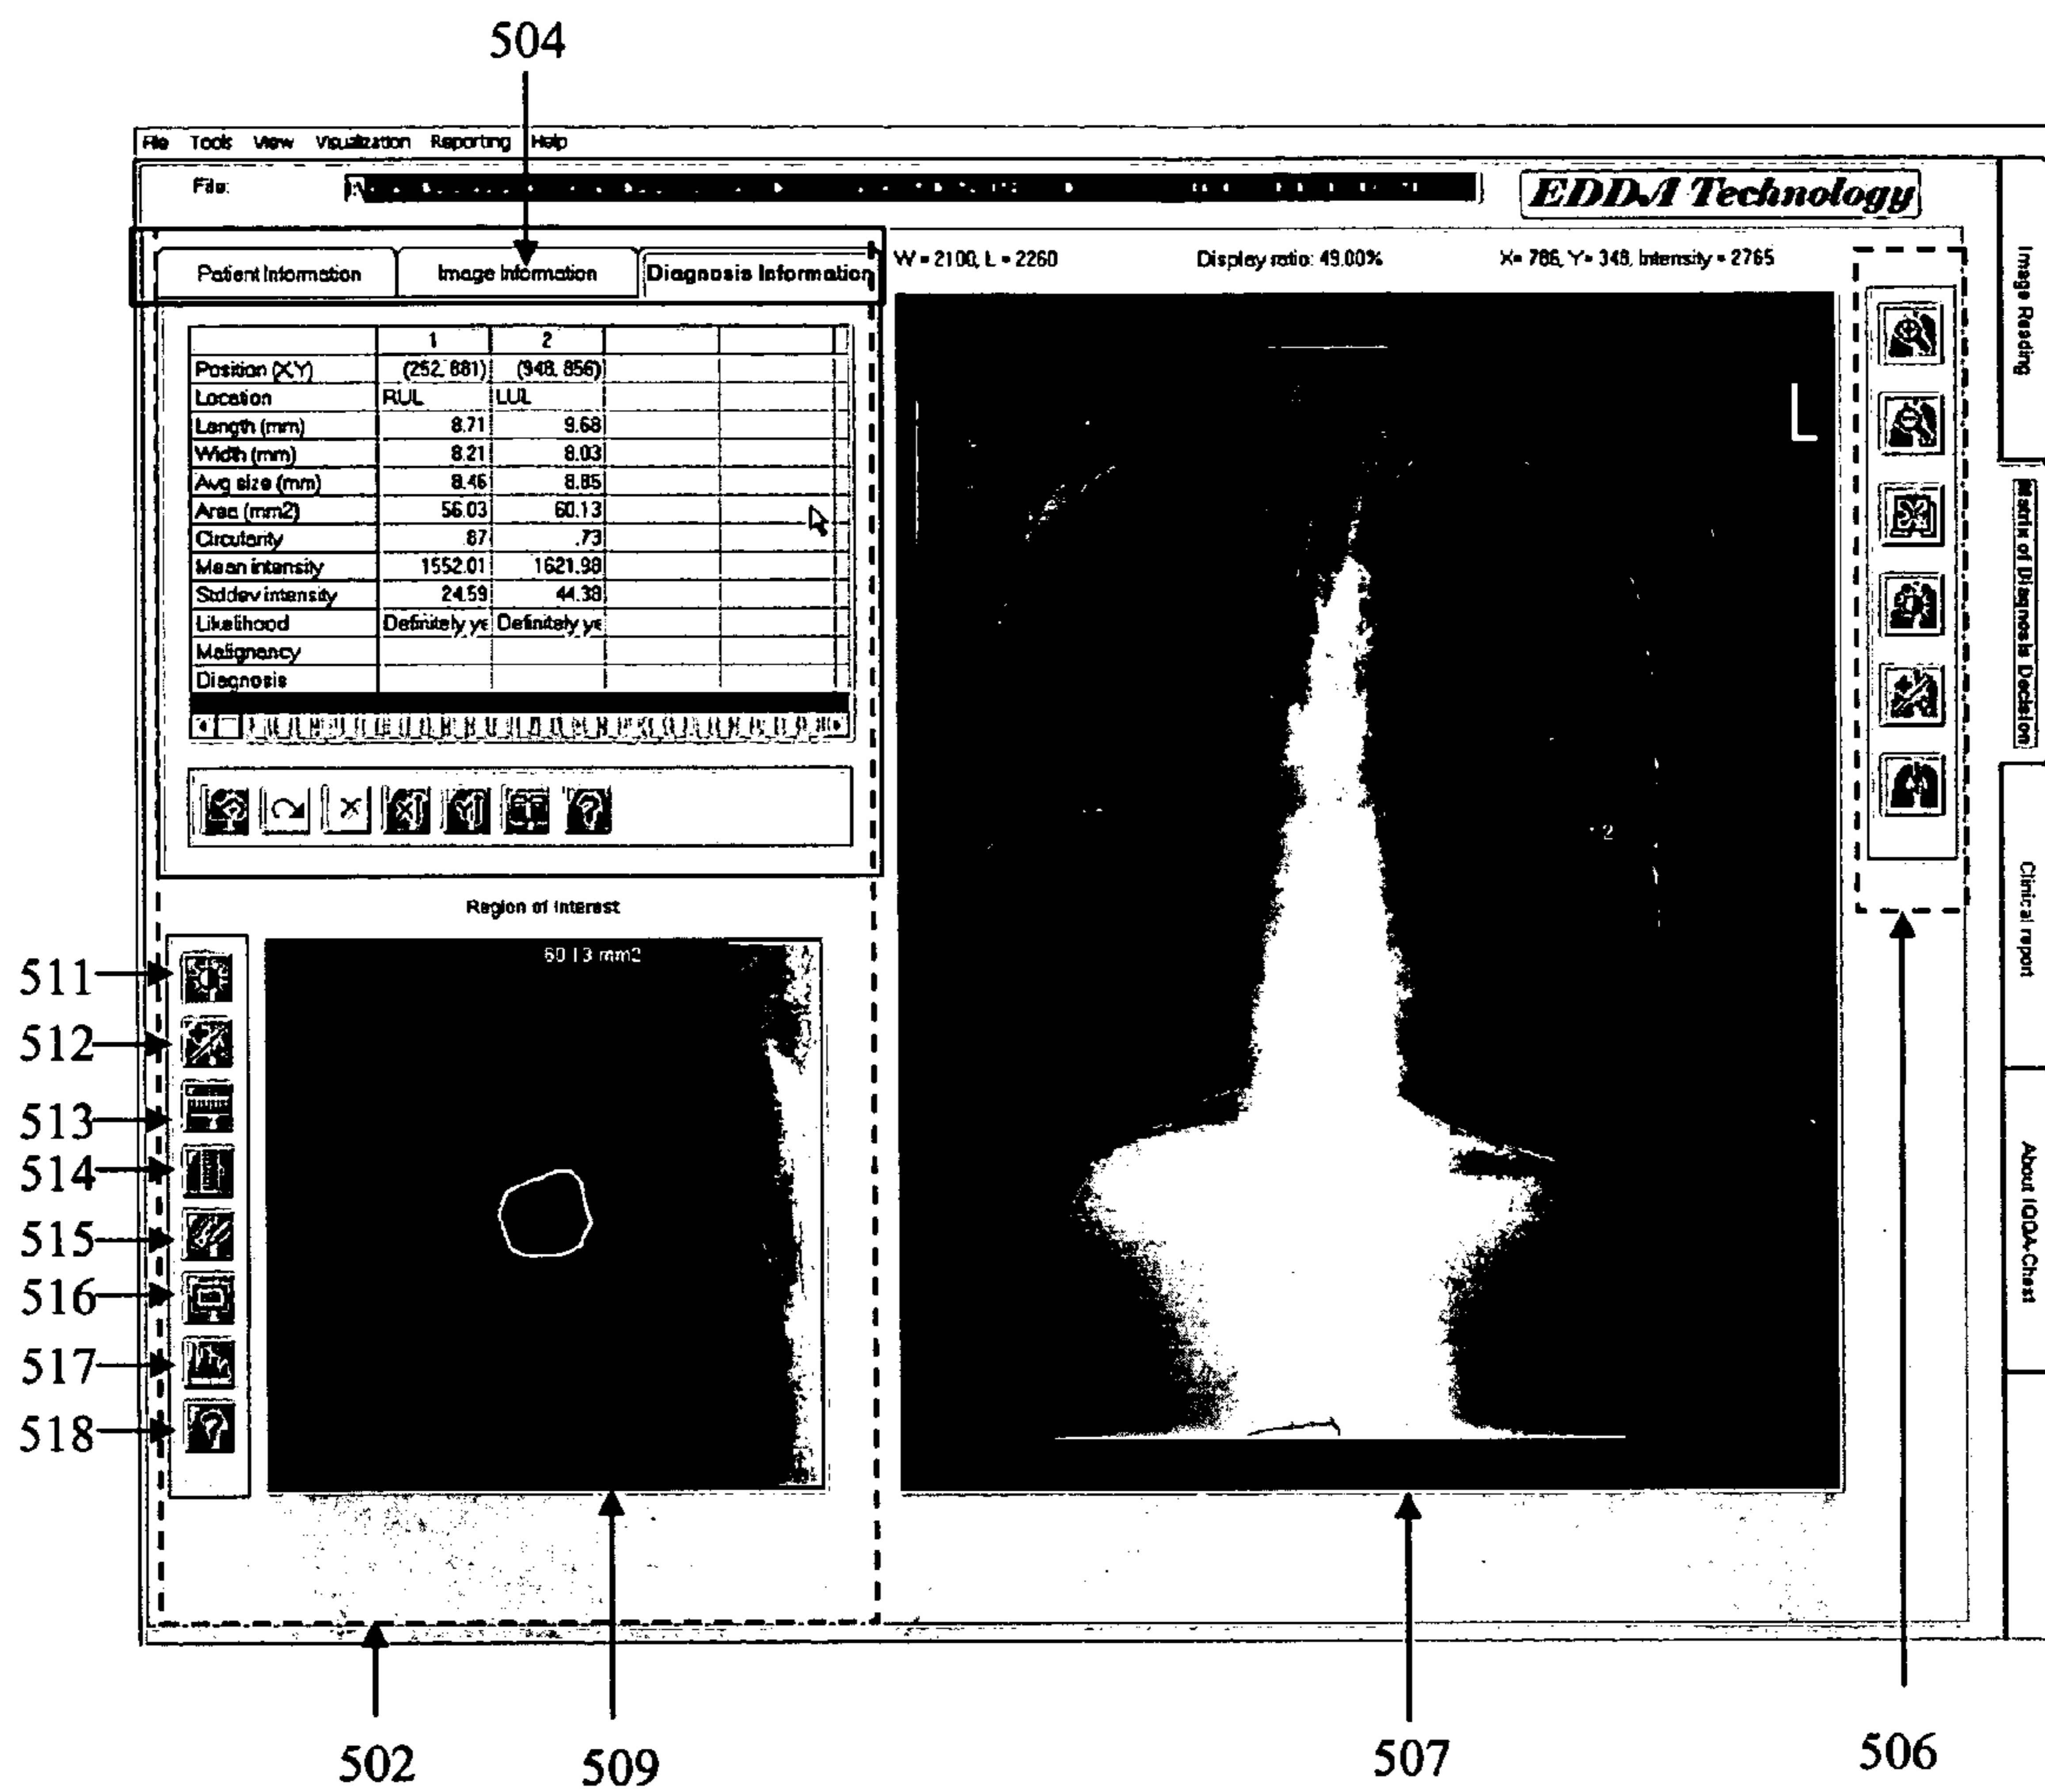 504
File Tools View Visualization Reporting Help
File:
EDDA Technology
Patient Information Image Information Diagnosis Information
W = 2100, L = 2260 Display ratio: 49.00% X= 786, Y= 348, Intensity = 2765
1 2
Position (X,Y) (252, 881) (948, 856)
Location RUL LUL
Length (mm) 8.71 9.68
Width (mm) 8.21 8.03
Avg size (mm) 8.46 8.85
Area (mm2) 56.03 60.13
Circularity .87 .73
Mean intensity 1552.01 1621.98
Stddev intensity 24.59 44.38
Likelihood Definitely ye Definitely ye
Malignancy
Diagnosis
L
2
Image Reading
Matrix of Diagnosis Decision
Clinical report
About IQQA-Chest
Region of Interest
60.13 mm2
511
512
513
514
515
516
517
518
502
509
507
506